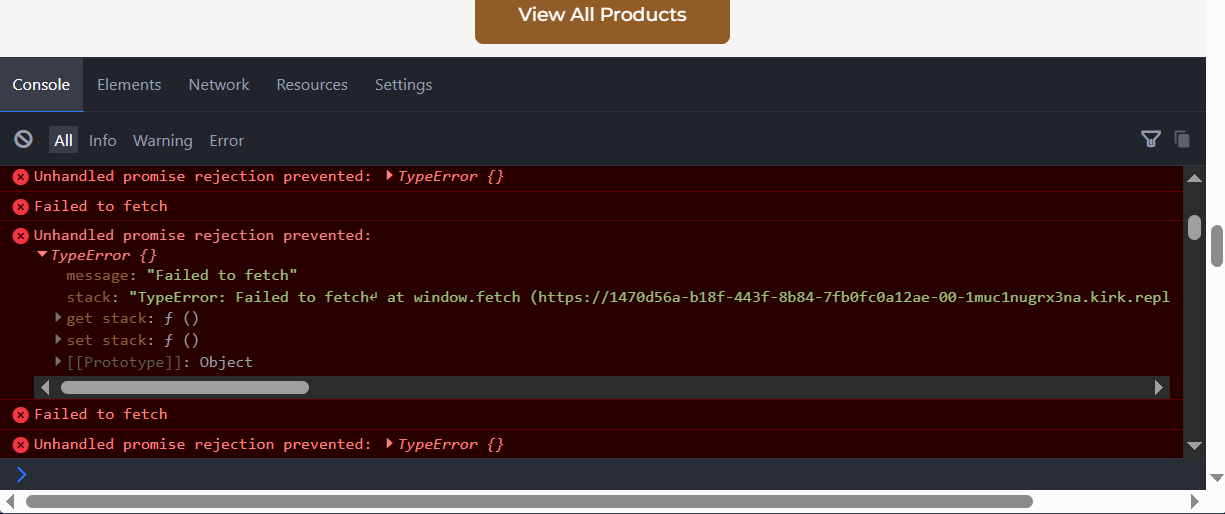 View All Products
Console Elements Network Resources Settings
All Info Warning Error
Unhandled promise rejection prevented: ▶ TypeError {}
Failed to fetch
Unhandled promise rejection prevented:
▼ TypeError {}
message: "Failed to fetch"
stack: "TypeError: Failed to fetch↵ at window.fetch (https://1470d56a-b18f-443f-8b84-7fb0fc0a12ae-00-1muc1nugrx3na.kirk.repl
▶ get stack: ƒ ()
▶ set stack: ƒ ()
▶ [[Prototype]]: Object
Failed to fetch
Unhandled promise rejection prevented: ▶ TypeError {}